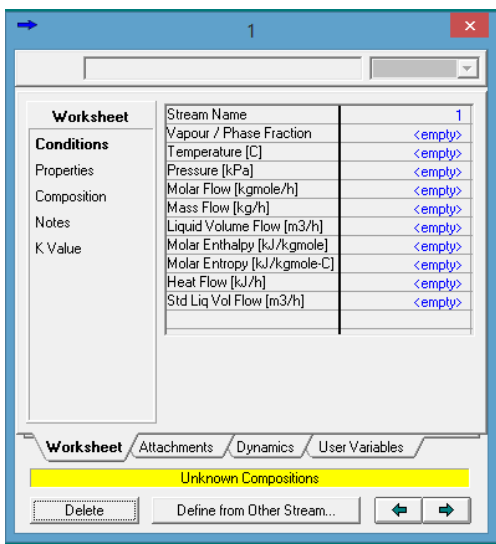 1
Worksheet
Conditions
Properties
Composition
Notes
K Value
Stream Name 1
Vapour / Phase Fraction <empty>
Temperature [C] <empty>
Pressure [kPa] <empty>
Molar Flow [kgmole/h] <empty>
Mass Flow [kg/h] <empty>
Liquid Volume Flow [m3/h] <empty>
Molar Enthalpy [kJ/kgmole] <empty>
Molar Entropy [kJ/kgmole-C] <empty>
Heat Flow [kJ/h] <empty>
Std Liq Vol Flow [m3/h] <empty>
Worksheet Attachments Dynamics User Variables
Unknown Compositions
Delete Define from Other Stream...